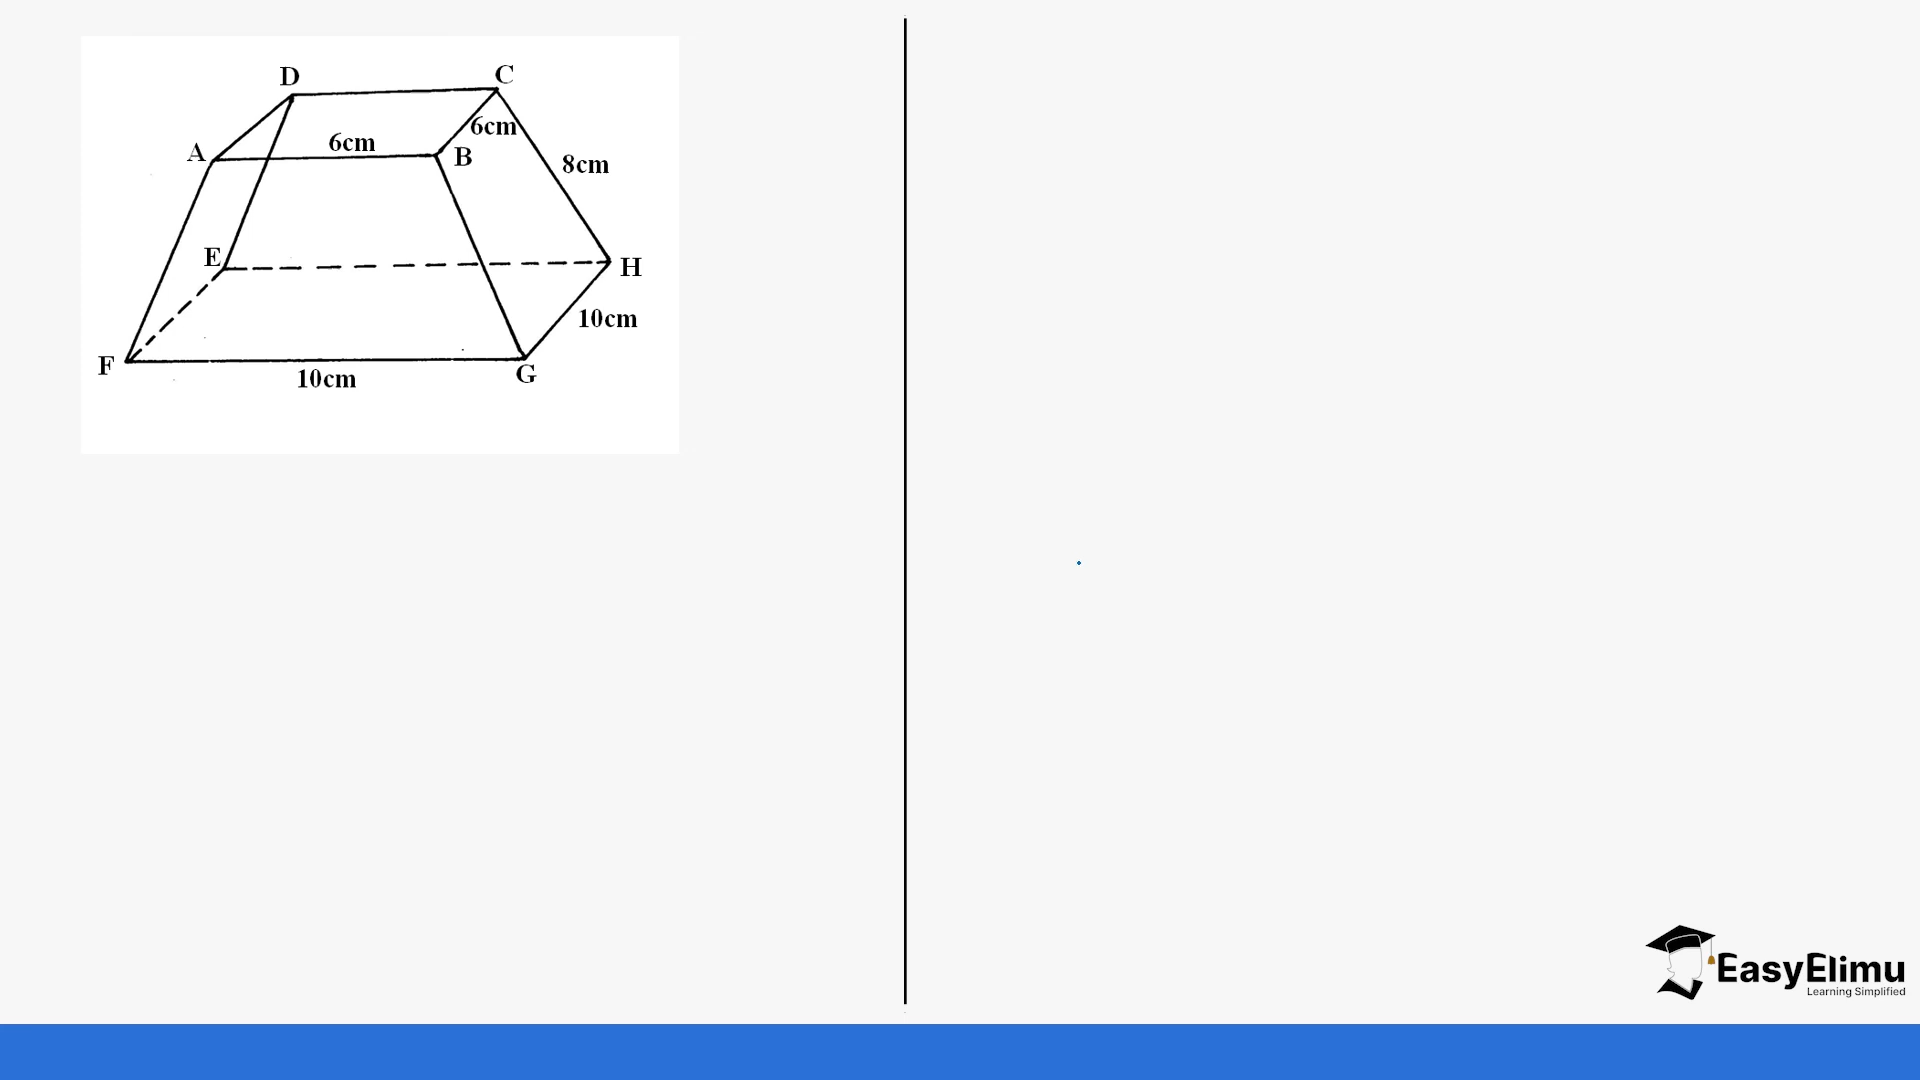 D
C
6cm
A
6cm
B
8cm
E
H
10cm
F
10cm
G
EasyElimu
Learning Simplified